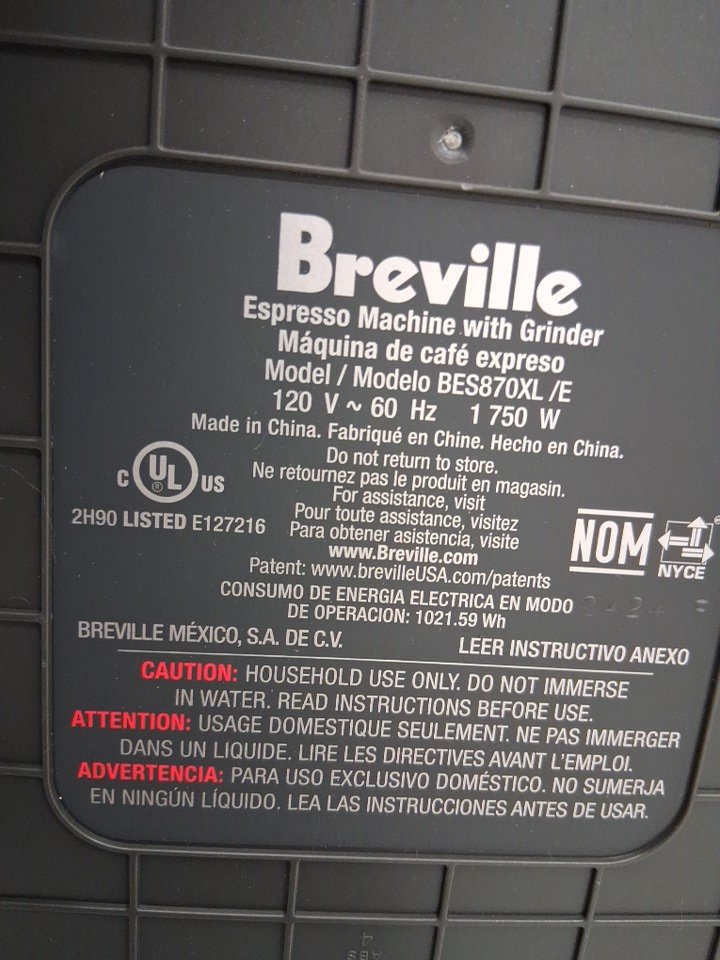 Breville
Espresso Machine with Grinder
Máquina de café expreso
Model / Modelo BES870XL /E
120 V ~ 60 Hz 1 750 W
Made in China. Fabriqué en Chine. Hecho en China.
Do not return to store.
Ne retournez pas le produit en magasin.
For assistance, visit
Pour toute assistance, visitez
Para obtener asistencia, visite
www.Breville.com
Patent: www.brevilleUSA.com/patents
C UL ® US
2H90 LISTED E127216
NOM
NYCE
CONSUMO DE ENERGIA ELECTRICA EN MODO
DE OPERACION: 1021.59 Wh
2424
BREVILLE MÉXICO, S.A. DE C.V. LEER INSTRUCTIVO ANEXO
CAUTION: HOUSEHOLD USE ONLY. DO NOT IMMERSE
IN WATER. READ INSTRUCTIONS BEFORE USE.
ATTENTION: USAGE DOMESTIQUE SEULEMENT. NE PAS IMMERGER
DANS UN LIQUIDE. LIRE LES DIRECTIVES AVANT L'EMPLOI.
ADVERTENCIA: PARA USO EXCLUSIVO DOMÉSTICO. NO SUMERJA
EN NINGÚN LÍQUIDO. LEA LAS INSTRUCCIONES ANTES DE USAR.